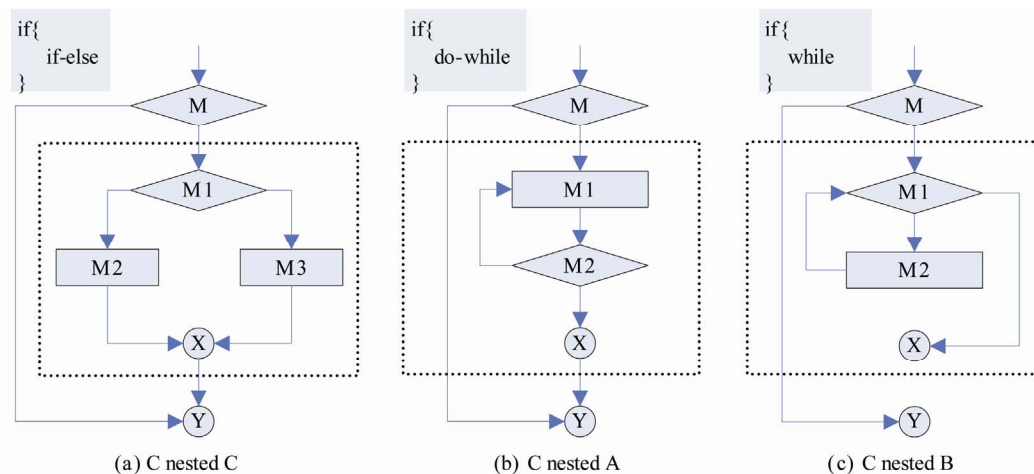 if{
if-else
}
M
M1
M2
M3
X
Y
(a) C nested C
if{
do-while
}
M
M1
M2
X
Y
(b) C nested A
if{
while
}
M
M1
M2
X
Y
(c) C nested B